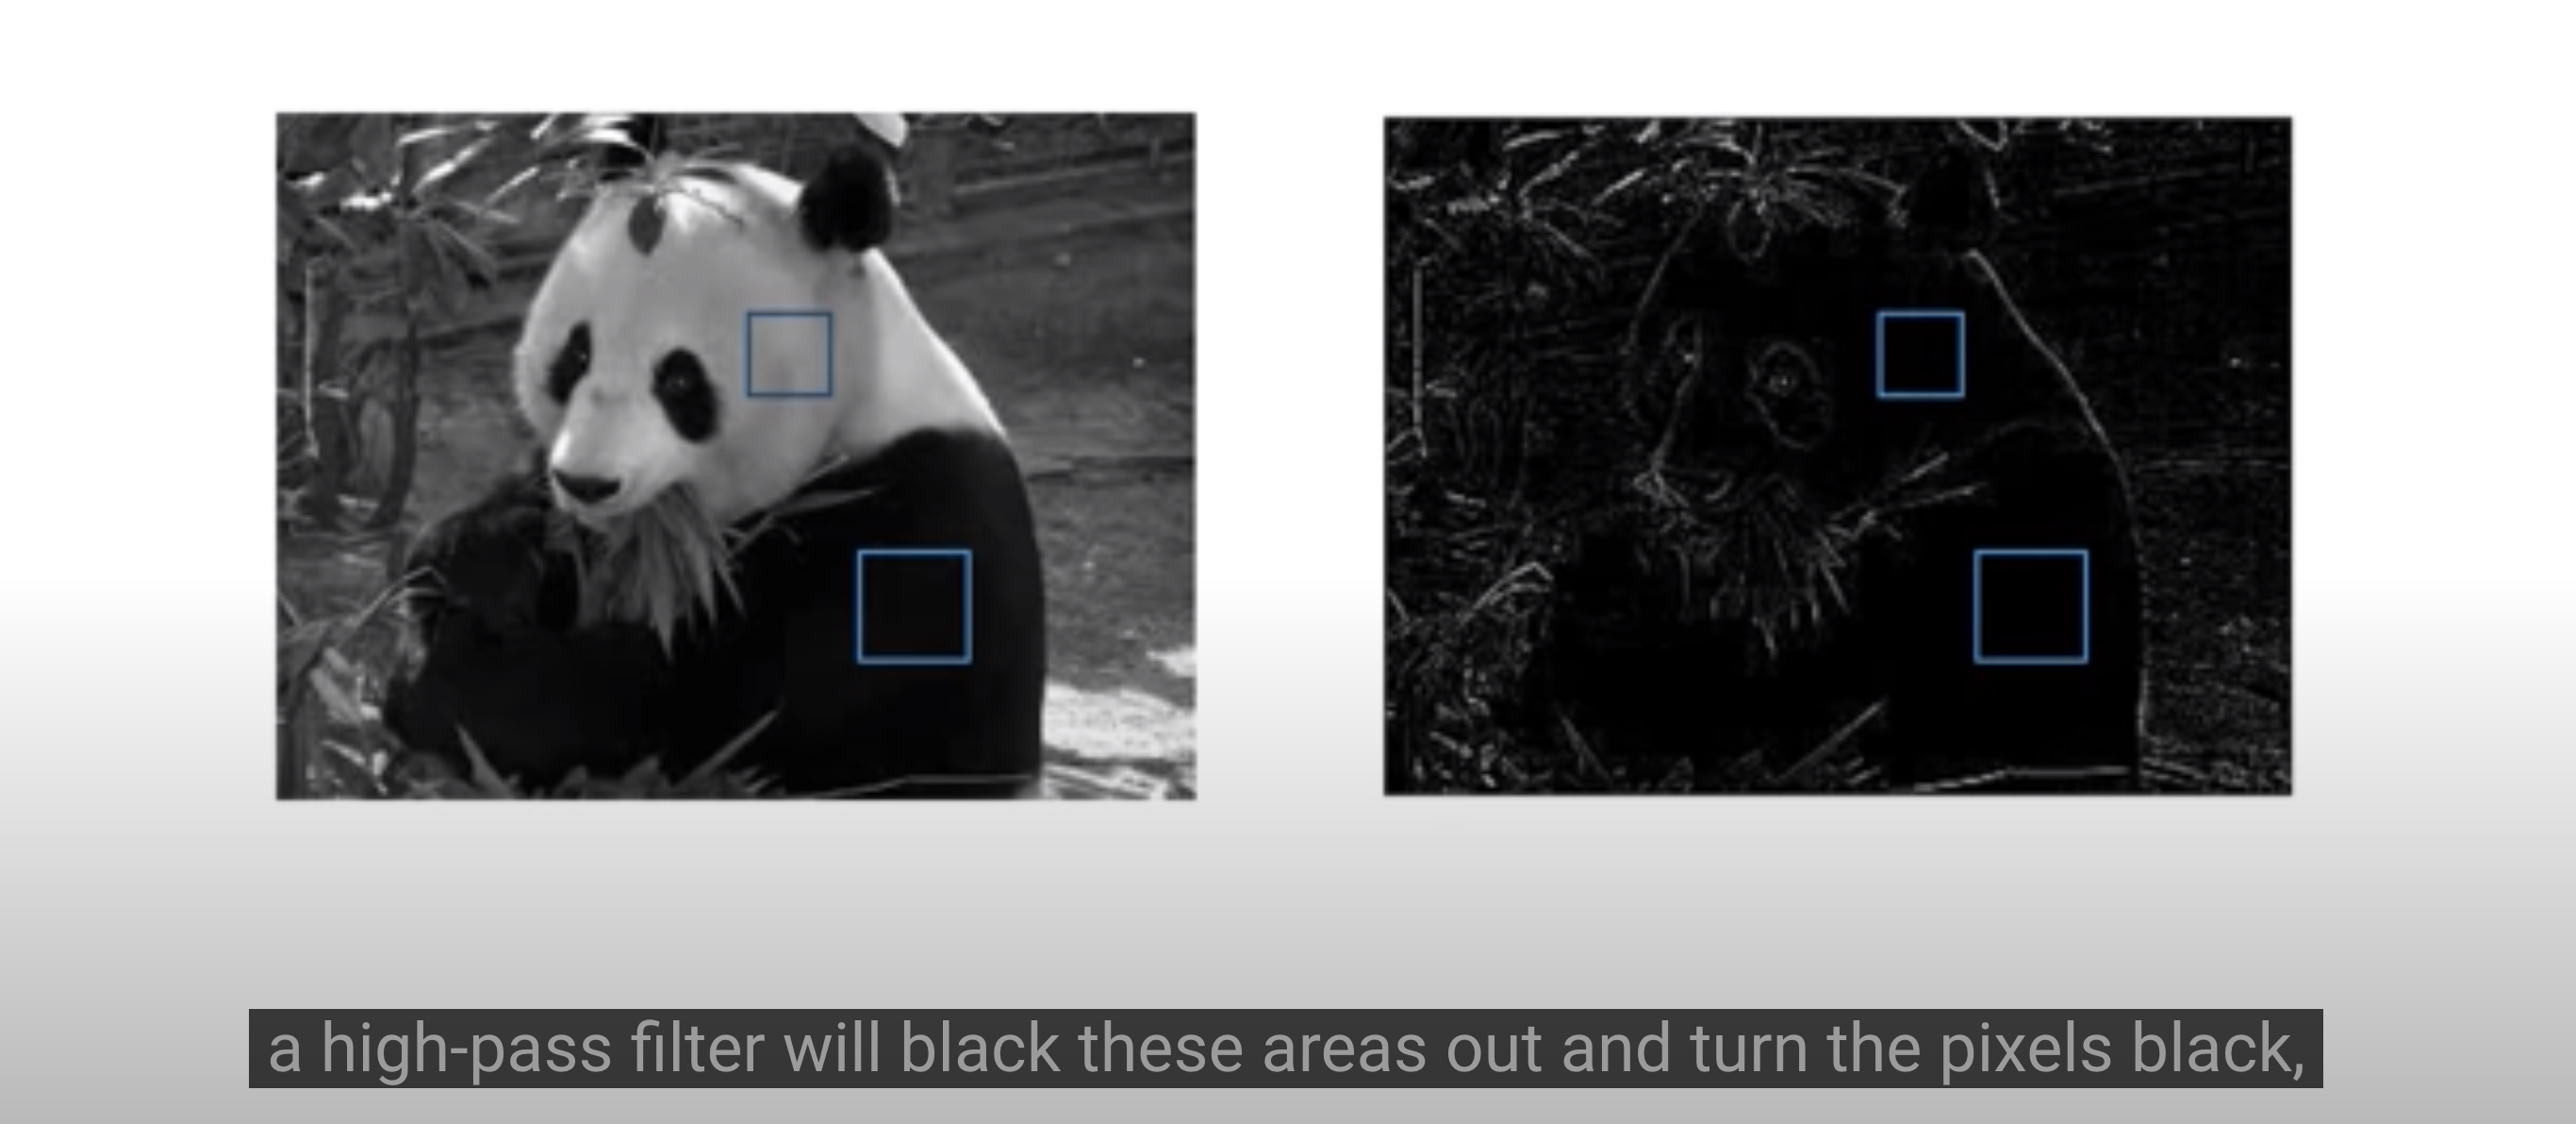 a high-pass filter will black these areas out and turn the pixels black,